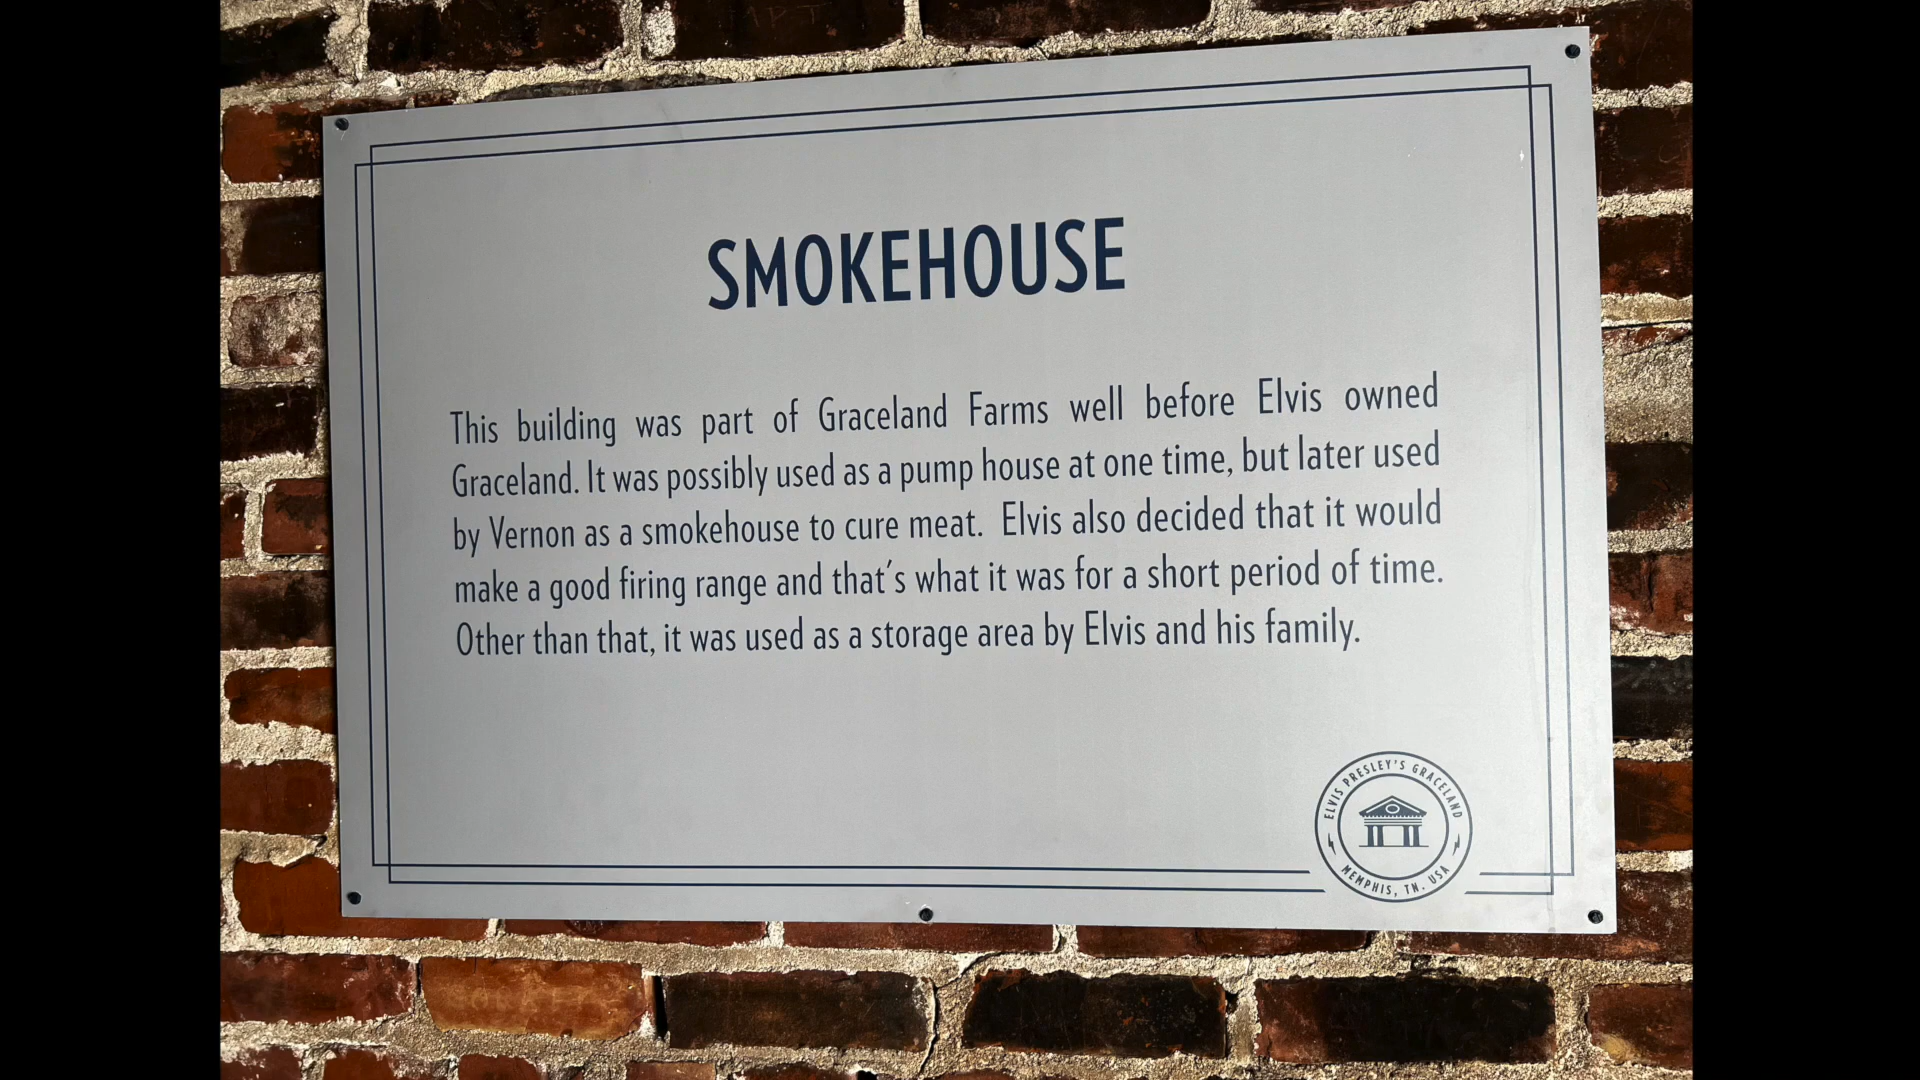 SMOKEHOUSE
This building was part of Graceland Farms well before Elvis owned
Graceland. It was possibly used as a pump house at one time, but later used
by Vernon as a smokehouse to cure meat. Elvis also decided that it would
make a good firing range and that's what it was for a short period of time.
Other than that, it was used as a storage area by Elvis and his family.
ELVIS PRESLEY'S GRACELAND
MEMPHIS, TN. USA